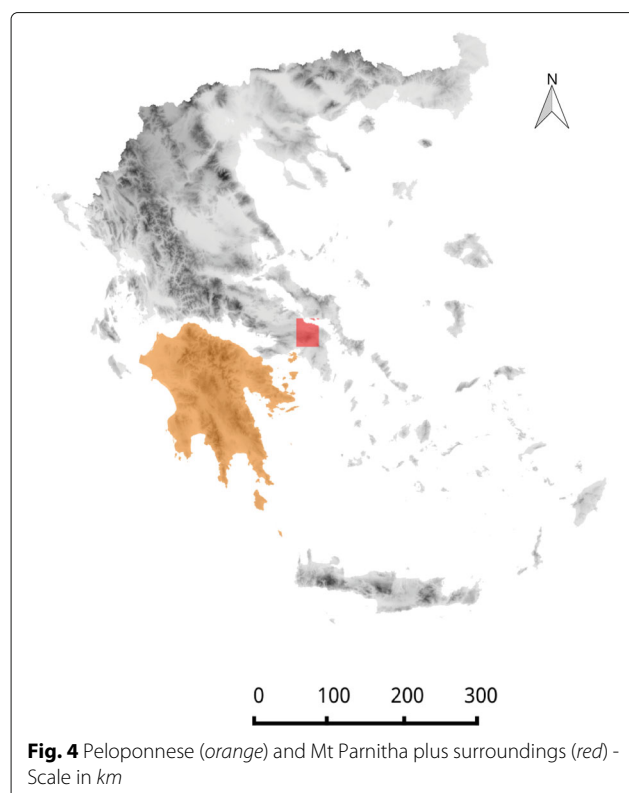 N
0 100 200 300
Fig. 4 Peloponnese (orange) and Mt Parnitha plus surroundings (red) -
Scale in km